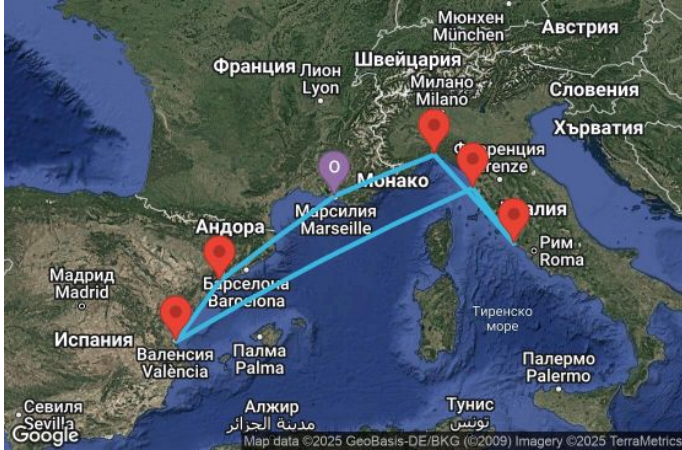 Мюнхен
München
Австрия
Швейцария
Франция
Лион
Lyon
Милано
Milano
Словения
Хърватия
Флоренция
Firenze
O
Монако
Марсилия
Marseille
Андора
Италия
Рим
Roma
Мадрид
Madrid
Барселона
Barcelona
Тиренско
море
Испания
Валенсия
València
Палма
Palma
Палермо
Palermo
Севиля
Sevilla
Алжир
مدينة الجزائر
Тунис
تونس
Google
Map data ©2025 GeoBasis-DE/BKG (©2009) Imagery ©2025 TerraMetrics